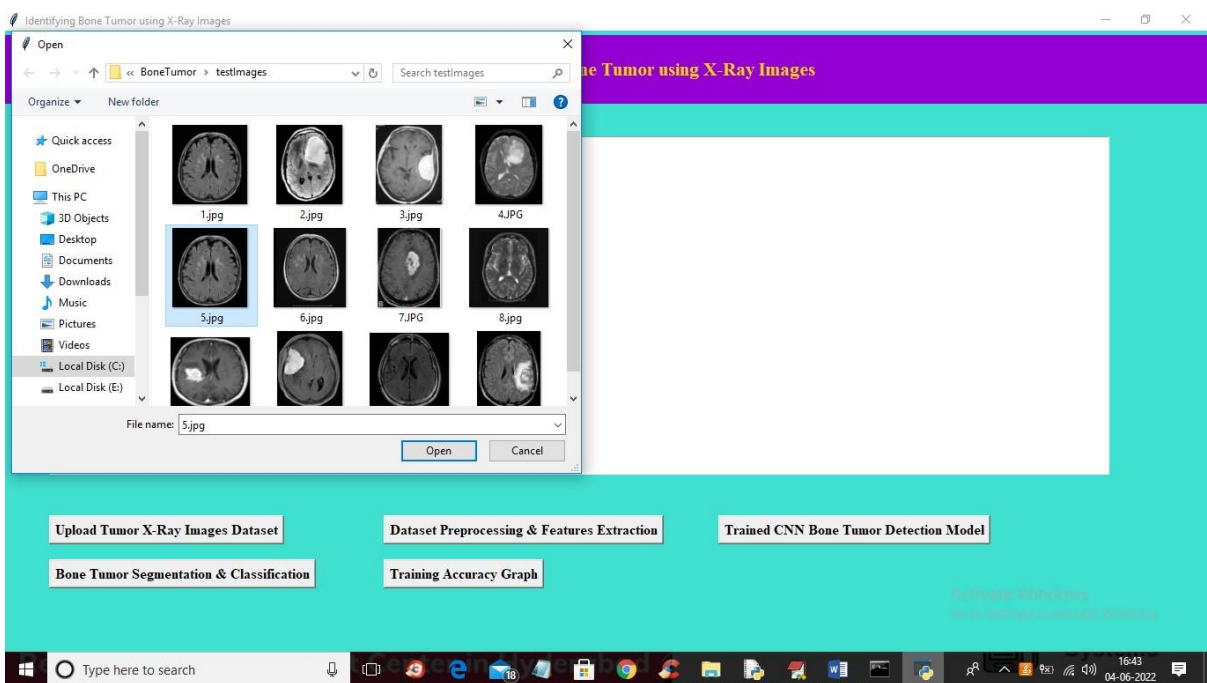 Identifying Bone Tumor using X-Ray Images
Open
ne Tumor using X-Ray Images
« BoneTumor › testImages
Search testImages
Organize
New folder
Quick access
OneDrive
This PC
3D Objects
Desktop
Documents
Downloads
Music
Pictures
Videos
Local Disk (C:)
Local Disk (E:)
1.jpg
2.jpg
3.jpg
4.JPG
5.jpg
6.jpg
7.JPG
8.jpg
File name: 5.jpg
Open
Cancel
Upload Tumor X-Ray Images Dataset
Dataset Preprocessing & Features Extraction
Trained CNN Bone Tumor Detection Model
Bone Tumor Segmentation & Classification
Training Accuracy Graph
Activate Windows
Go to Settings to activate Windows.
Type here to search
18
16:43
04-06-2022